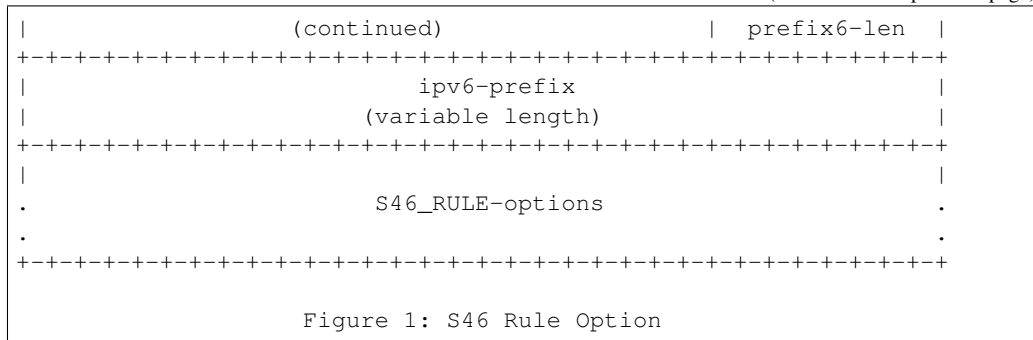 |                  (continued)                  |  prefix6-len  |
+-+-+-+-+-+-+-+-+-+-+-+-+-+-+-+-+-+-+-+-+-+-+-+-+-+-+-+-+-+-+-+-+
|                          ipv6-prefix                          |
|                       (variable length)                       |
+-+-+-+-+-+-+-+-+-+-+-+-+-+-+-+-+-+-+-+-+-+-+-+-+-+-+-+-+-+-+-+-+
|                                                               |
.                        S46_RULE-options                       .
.                                                               .
+-+-+-+-+-+-+-+-+-+-+-+-+-+-+-+-+-+-+-+-+-+-+-+-+-+-+-+-+-+-+-+-+
Figure 1: S46 Rule Option